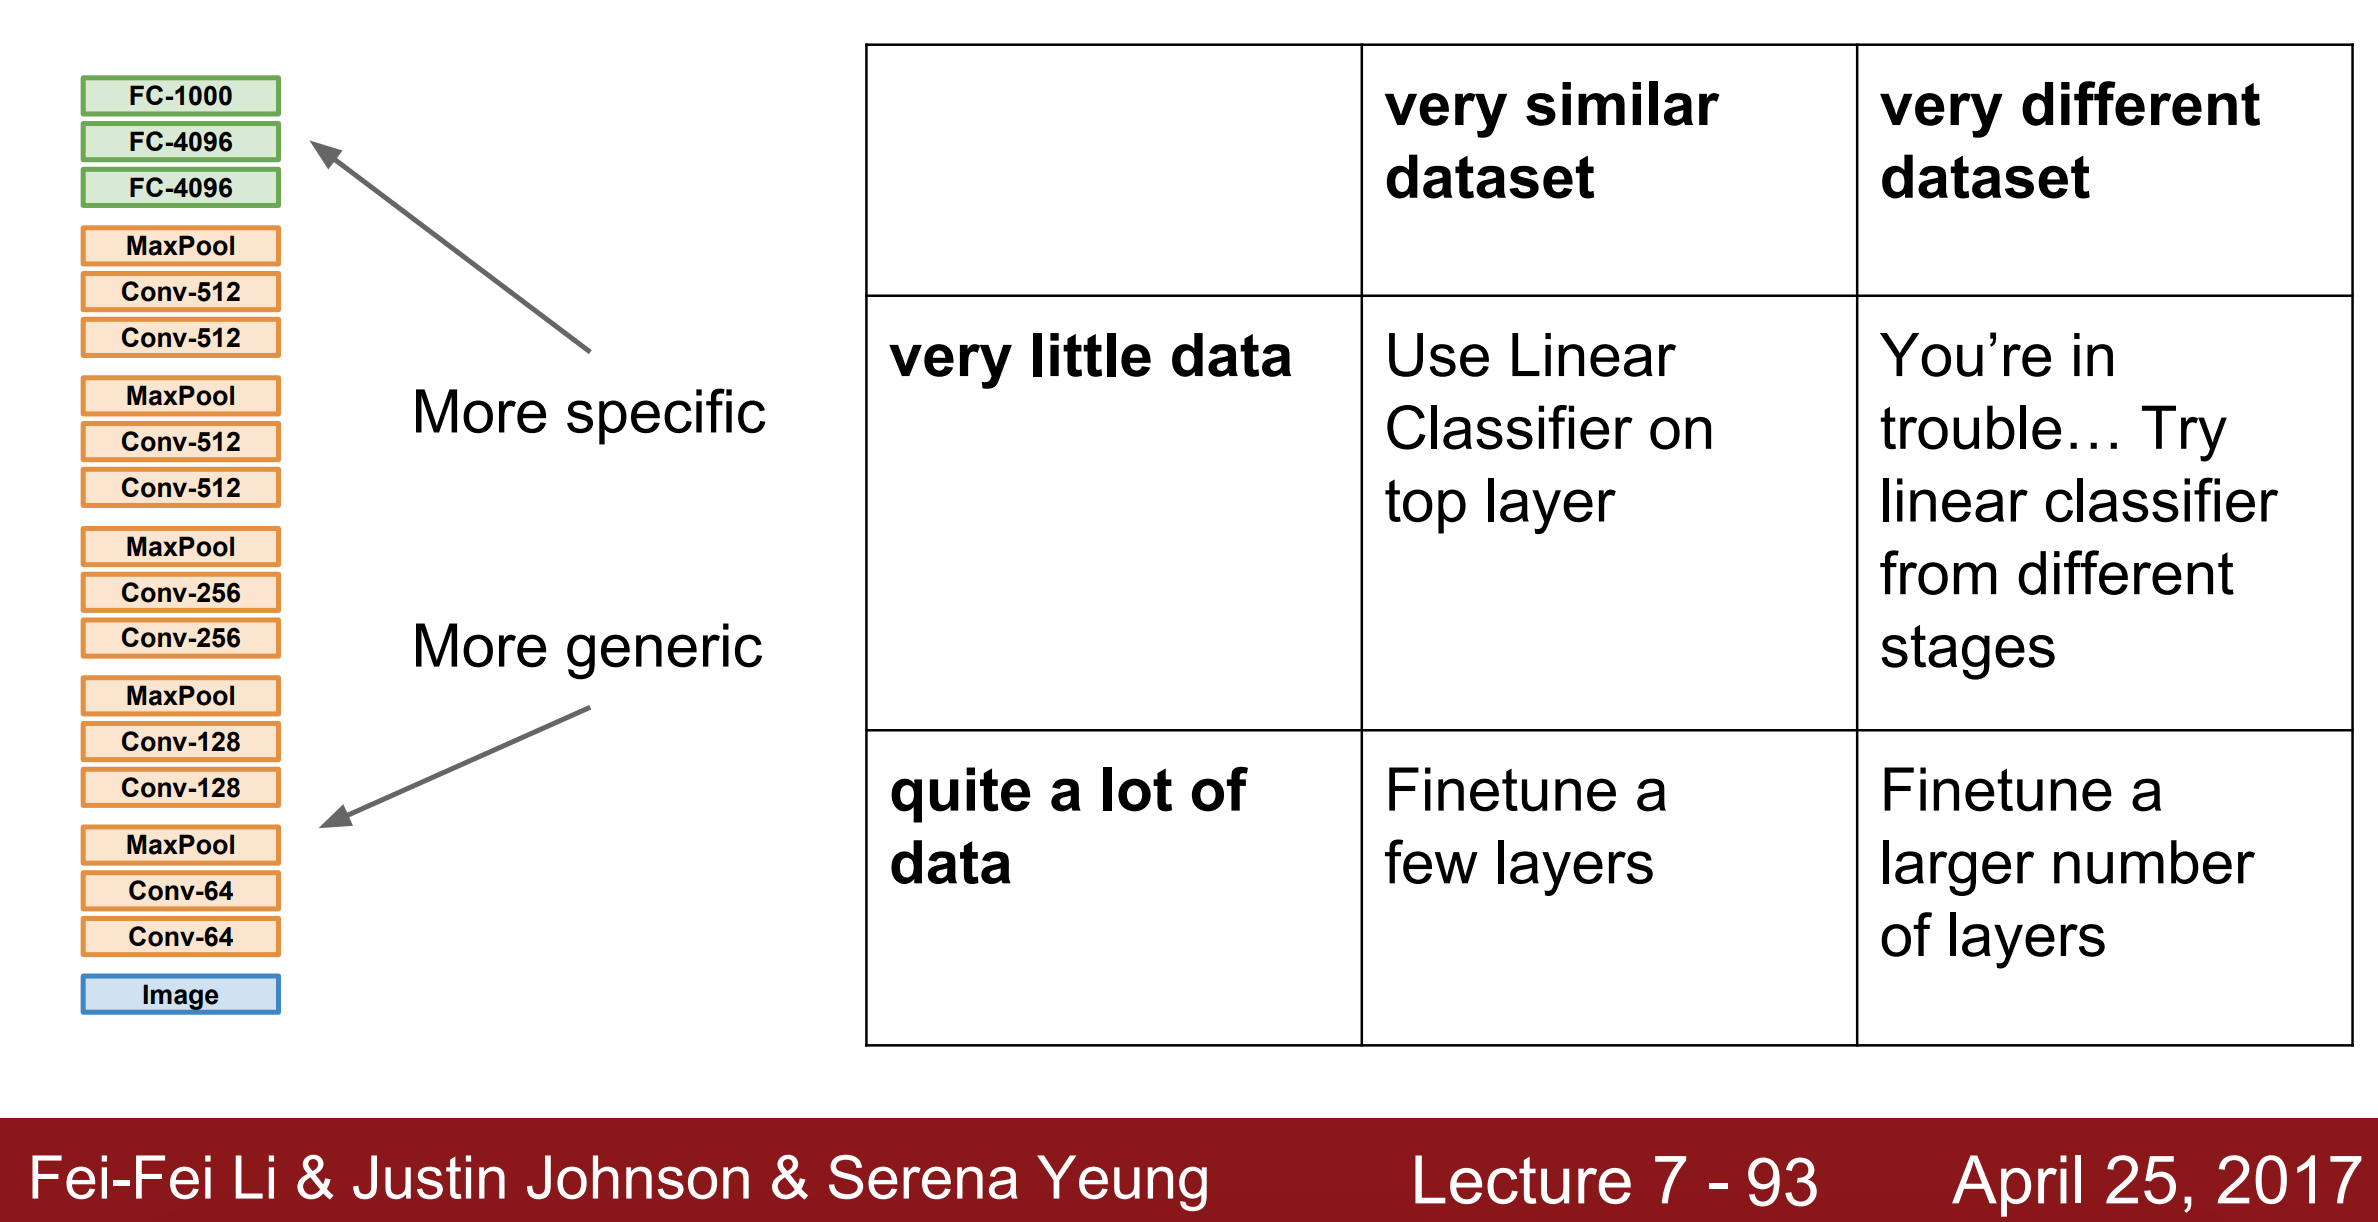 FC-1000
FC-4096
FC-4096
MaxPool
Conv-512
Conv-512
MaxPool
Conv-512
Conv-512
MaxPool
Conv-256
Conv-256
MaxPool
Conv-128
Conv-128
MaxPool
Conv-64
Conv-64
Image
More specific
More generic
very similar
dataset
very different
dataset
very little data
Use Linear
Classifier on
top layer
You’re in
trouble… Try
linear classifier
from different
stages
quite a lot of
data
Finetune a
few layers
Finetune a
larger number
of layers
Fei-Fei Li & Justin Johnson & Serena Yeung
Lecture 7 - 93
April 25, 2017